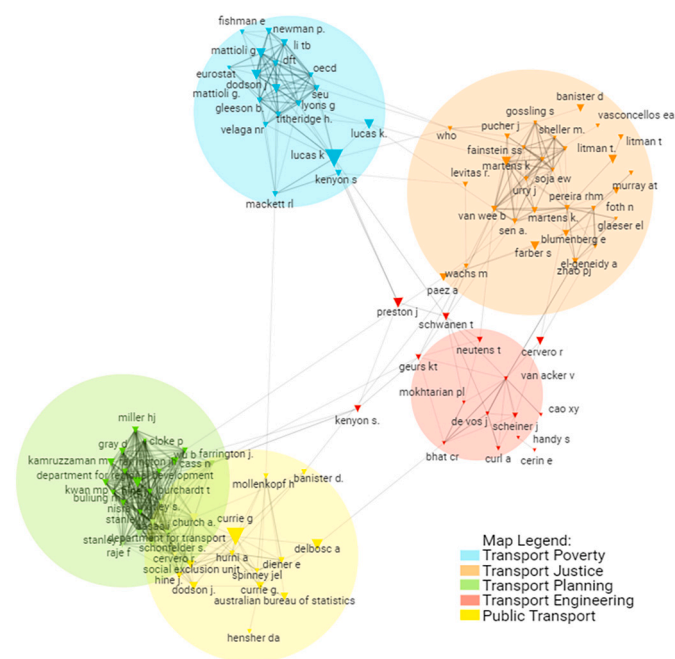 fishman e
newman p.
li tb
mattioli g
dft
oecd
eurostat
dodson j
seu
mattioli g.
lyons g
gleeson b.
titheridge h.
velaga nr
lucas k.
lucas k
kenyon s
mackett rl
gossling s
banister d
vasconcellos ea
pucher j
sheller m.
who
litman t
fainstein ss
litman t.
martens k
levitas r.
soja ew
murray at
urry j
pereira rhm
foth n
van wee b
martens k.
glaeser el
sen a.
blumenberg e
farber s
el-geneidy a
wachs m
zhao pj
paez a
preston j
schwanen t
neutens t
cervero r
geurs kt
van acker v
mokhtarian pl
cao xy
de vos j
scheiner j
handy s
bhat cr
curl a
cerin e
kenyon s.
miller hj
cloke p
gray d
farrington j.
wu b
kamruzzaman m
cass n
department for regional development
kwan mp
burchardt t
buliung
church a.
department for transport
raje f
schonfelder s.
cervero r.
social exclusion unit
hine j.
dodson j.
mollenkopf h
banister d.
currie g
delbosc a
hurni a
diener e
spinney jel
currie g.
australian bureau of statistics
hensher da
Map Legend:
Transport Poverty
Transport Justice
Transport Planning
Transport Engineering
Public Transport